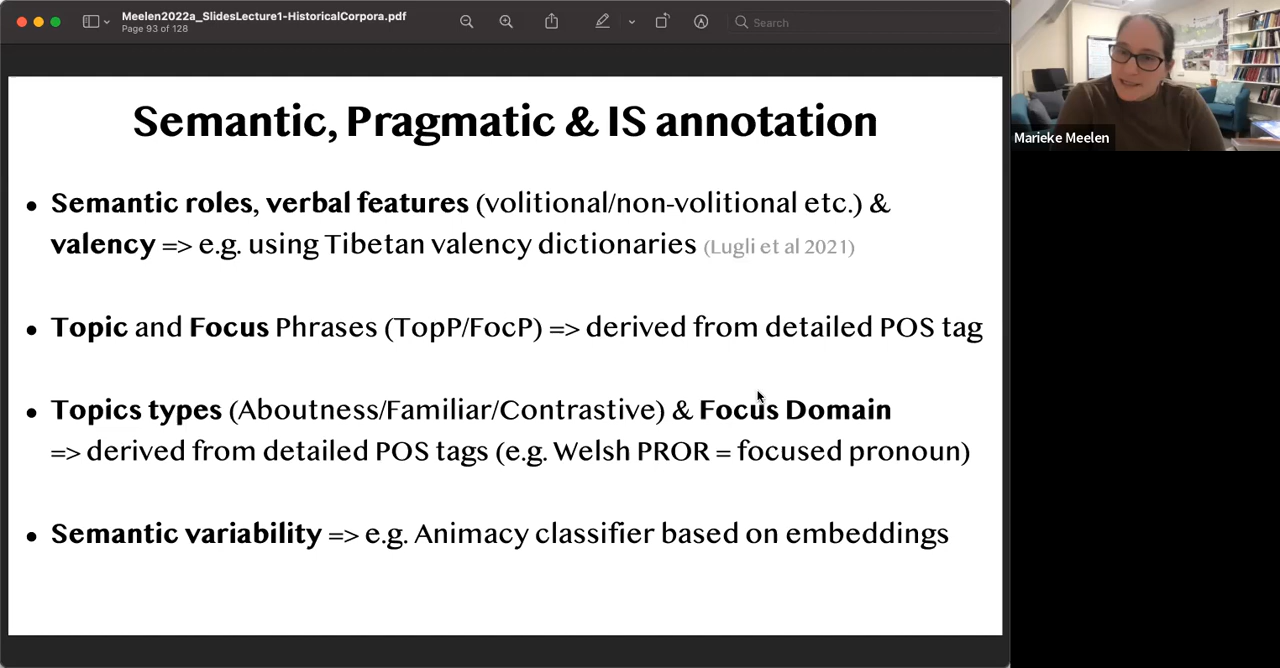 Meelen2022a_SlidesLecture1-HistoricalCorpora.pdf
Page 93 of 128
Search
Marieke Meelen
Semantic, Pragmatic & IS annotation
• Semantic roles, verbal features (volitional/non-volitional etc.) &
valency => e.g. using Tibetan valency dictionaries (Lugli et al 2021)
• Topic and Focus Phrases (TopP/FocP) => derived from detailed POS tag
• Topics types (Aboutness/Familiar/Contrastive) & Focus Domain
=> derived from detailed POS tags (e.g. Welsh PROR = focused pronoun)
• Semantic variability => e.g. Animacy classifier based on embeddings